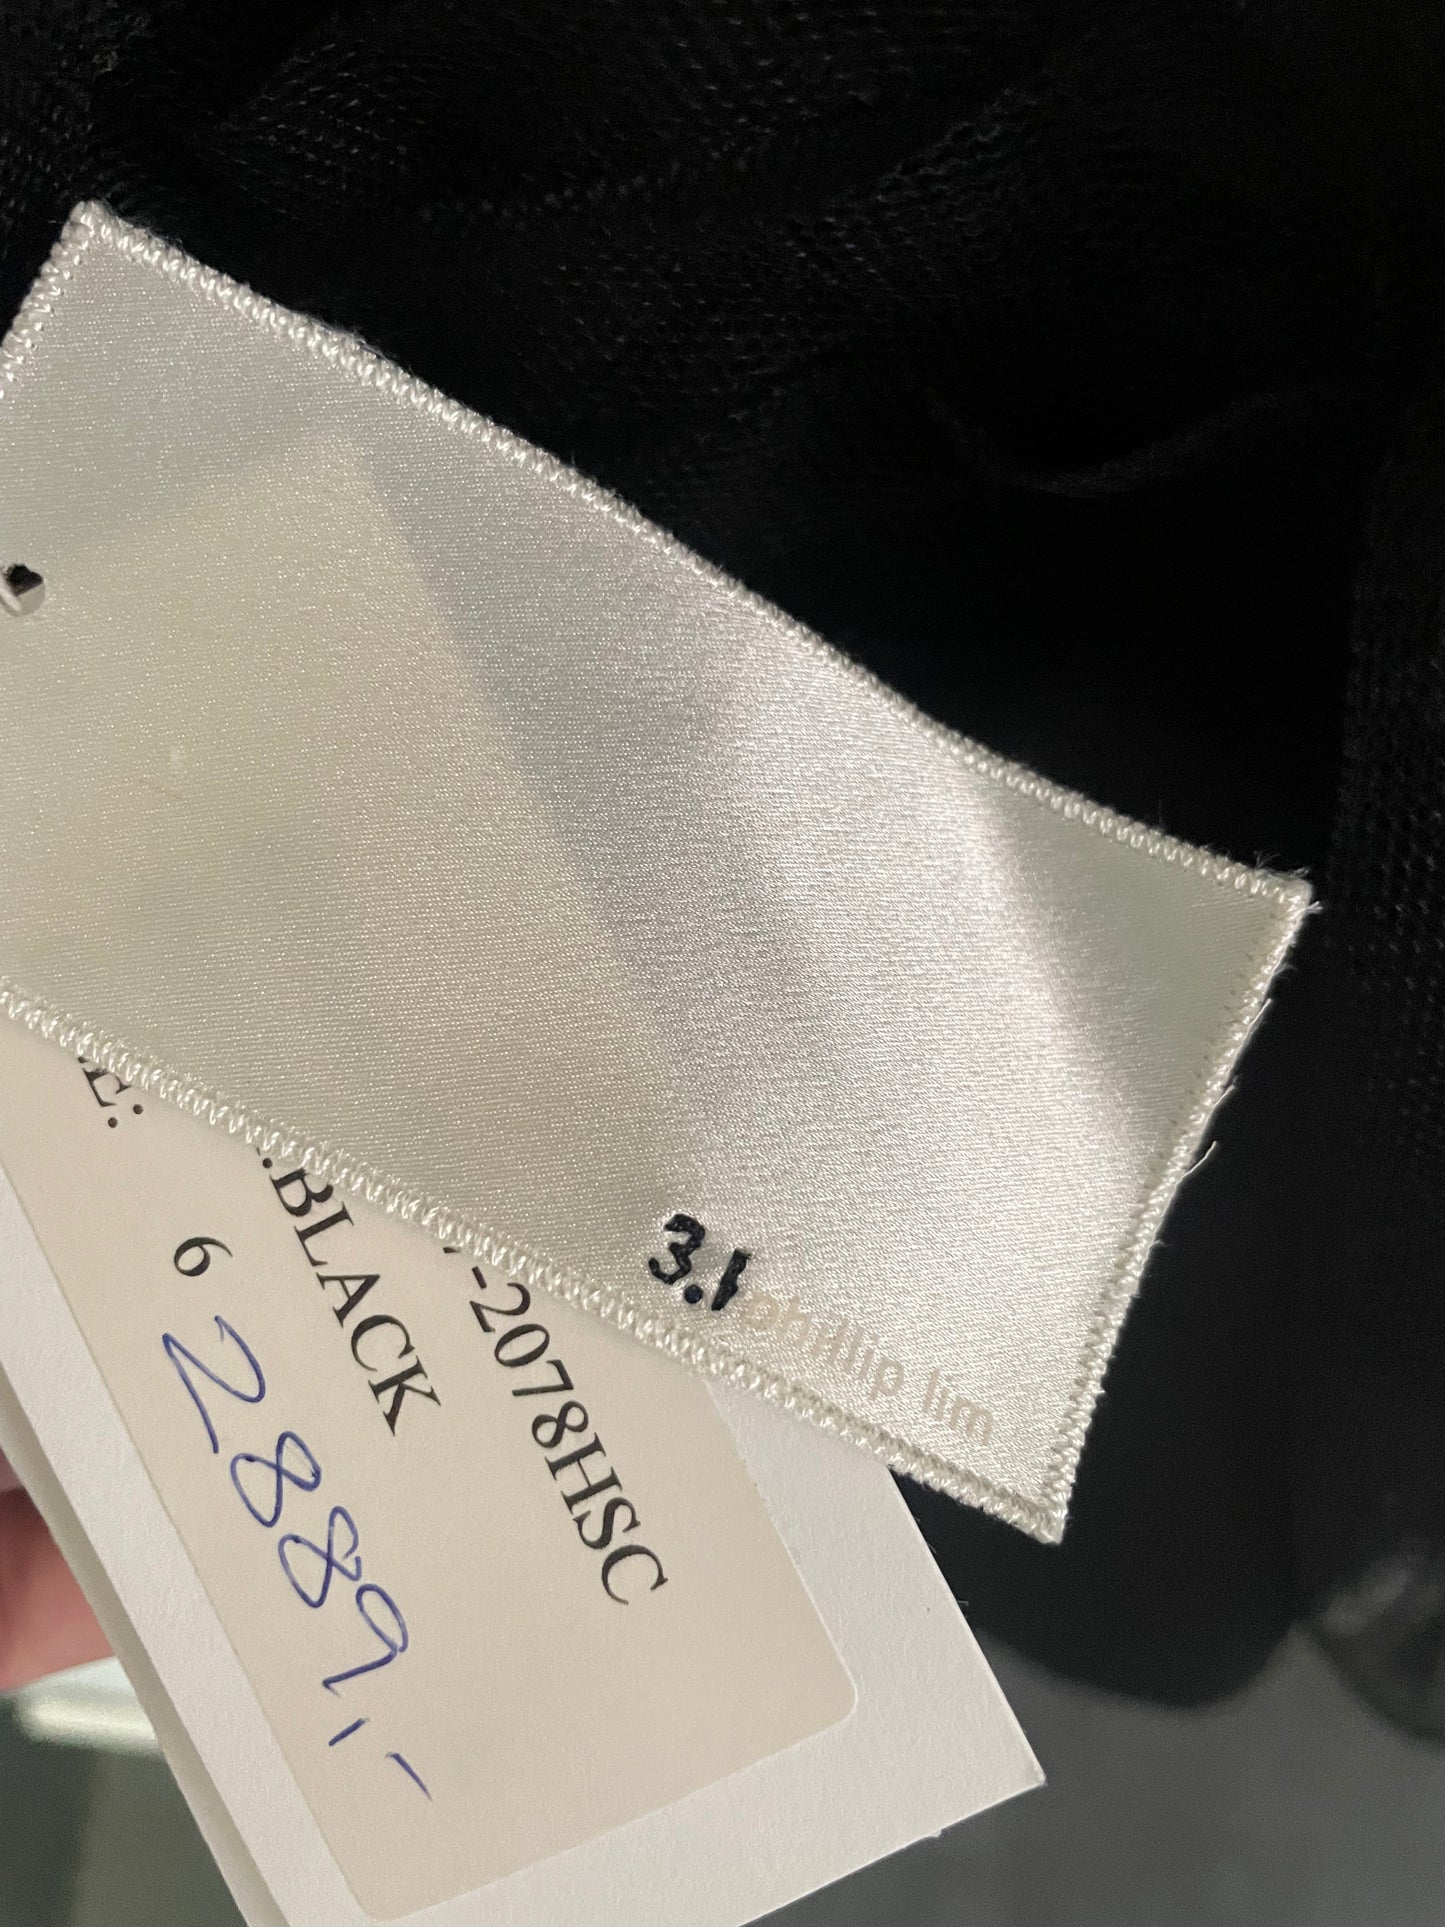 3.1 phillip lim
-2078HSC
.BLACK
E: 6
2889,-